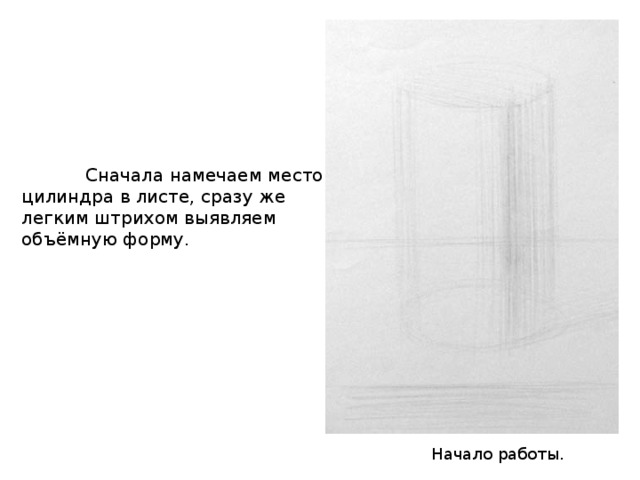 Сначала намечаем место
цилиндра в листе, сразу же
легким штрихом выявляем
объёмную форму.
Начало работы.